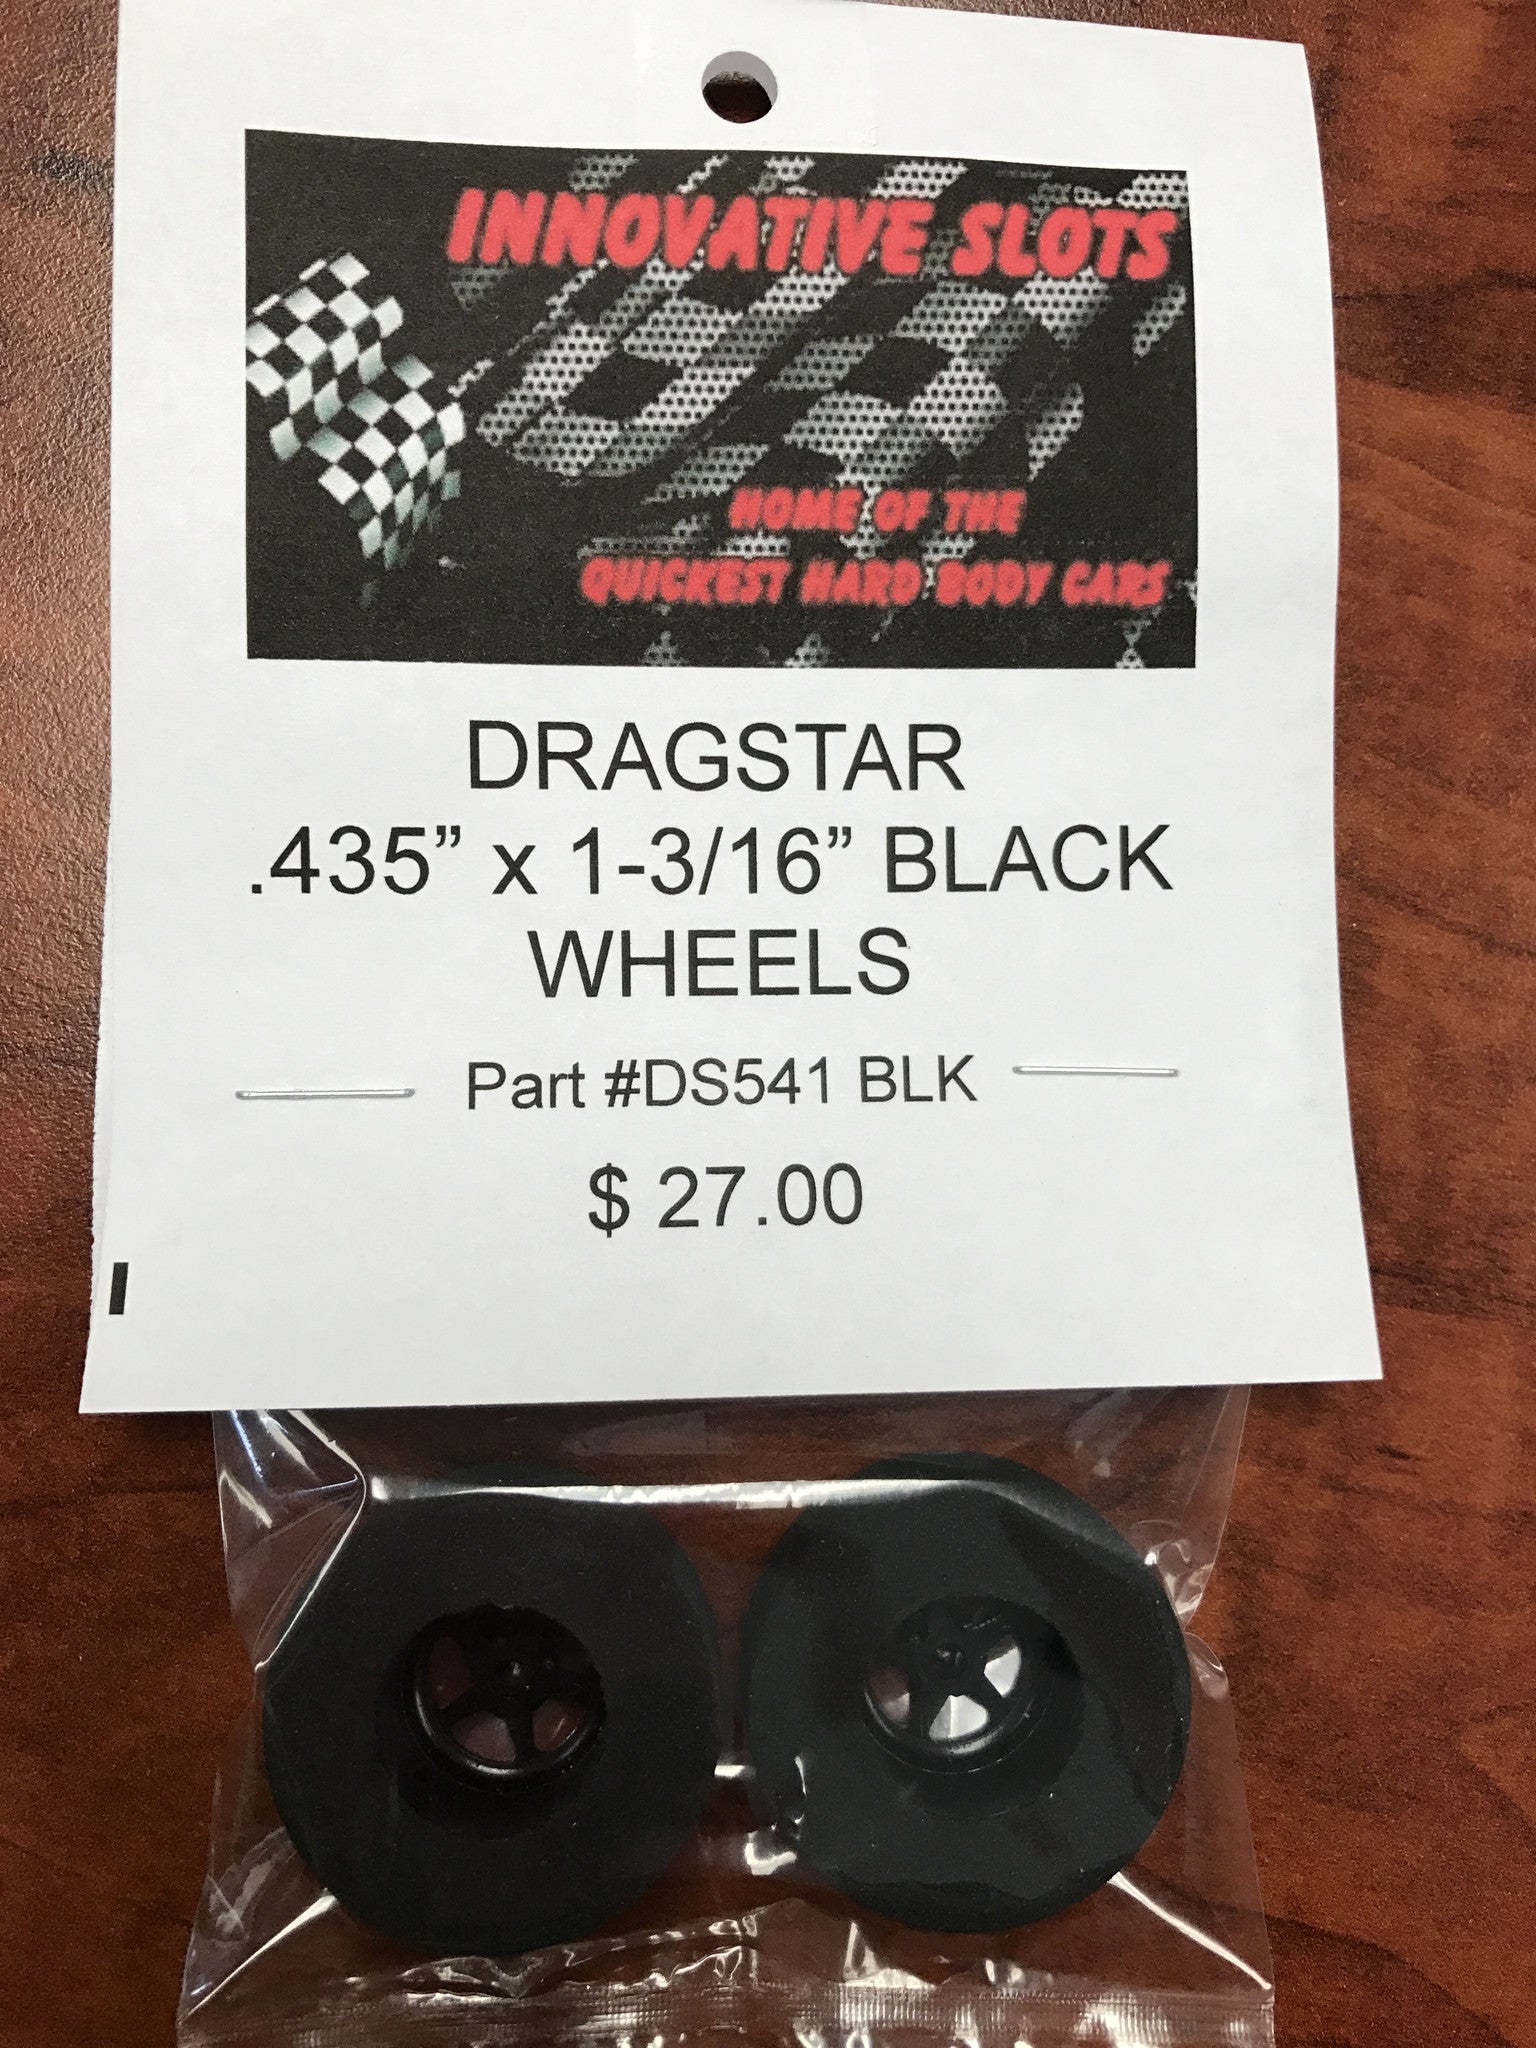 INNOVATIVE SLOTS
HOME OF THE
QUICKEST HARD BODY CARS
DRAGSTAR
.435” x 1-3/16” BLACK
WHEELS
Part #DS541 BLK
$ 27.00